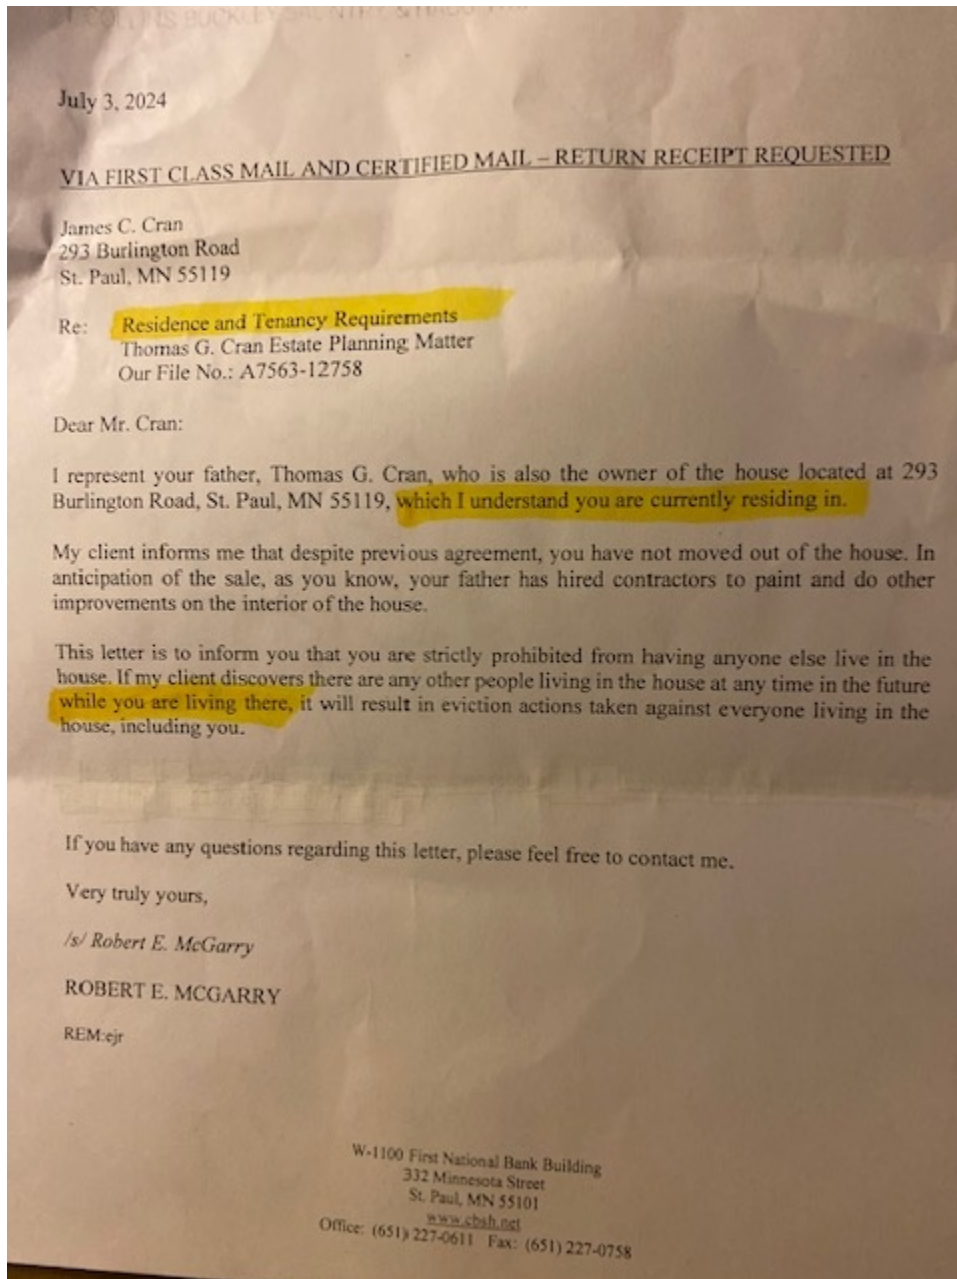 July 3, 2024
VIA FIRST CLASS MAIL AND CERTIFIED MAIL – RETURN RECEIPT REQUESTED
James C. Cran
293 Burlington Road
St. Paul, MN 55119
Re: Residence and Tenancy Requirements
Thomas G. Cran Estate Planning Matter
Our File No.: A7563-12758
Dear Mr. Cran:
I represent your father, Thomas G. Cran, who is also the owner of the house located at 293
Burlington Road, St. Paul, MN 55119, which I understand you are currently residing in.
My client informs me that despite previous agreement, you have not moved out of the house. In
anticipation of the sale, as you know, your father has hired contractors to paint and do other
improvements on the interior of the house.
This letter is to inform you that you are strictly prohibited from having anyone else live in the
house. If my client discovers there are any other people living in the house at any time in the future
while you are living there, it will result in eviction actions taken against everyone living in the
house, including you.
If you have any questions regarding this letter, please feel free to contact me.
Very truly yours,
/s/ Robert E. McGarry
ROBERT E. MCGARRY
REM:ejr
W-1100 First National Bank Building
332 Minnesota Street
St. Paul, MN 55101
www.cbsh.net
Office: (651) 227-0611 Fax: (651) 227-0758